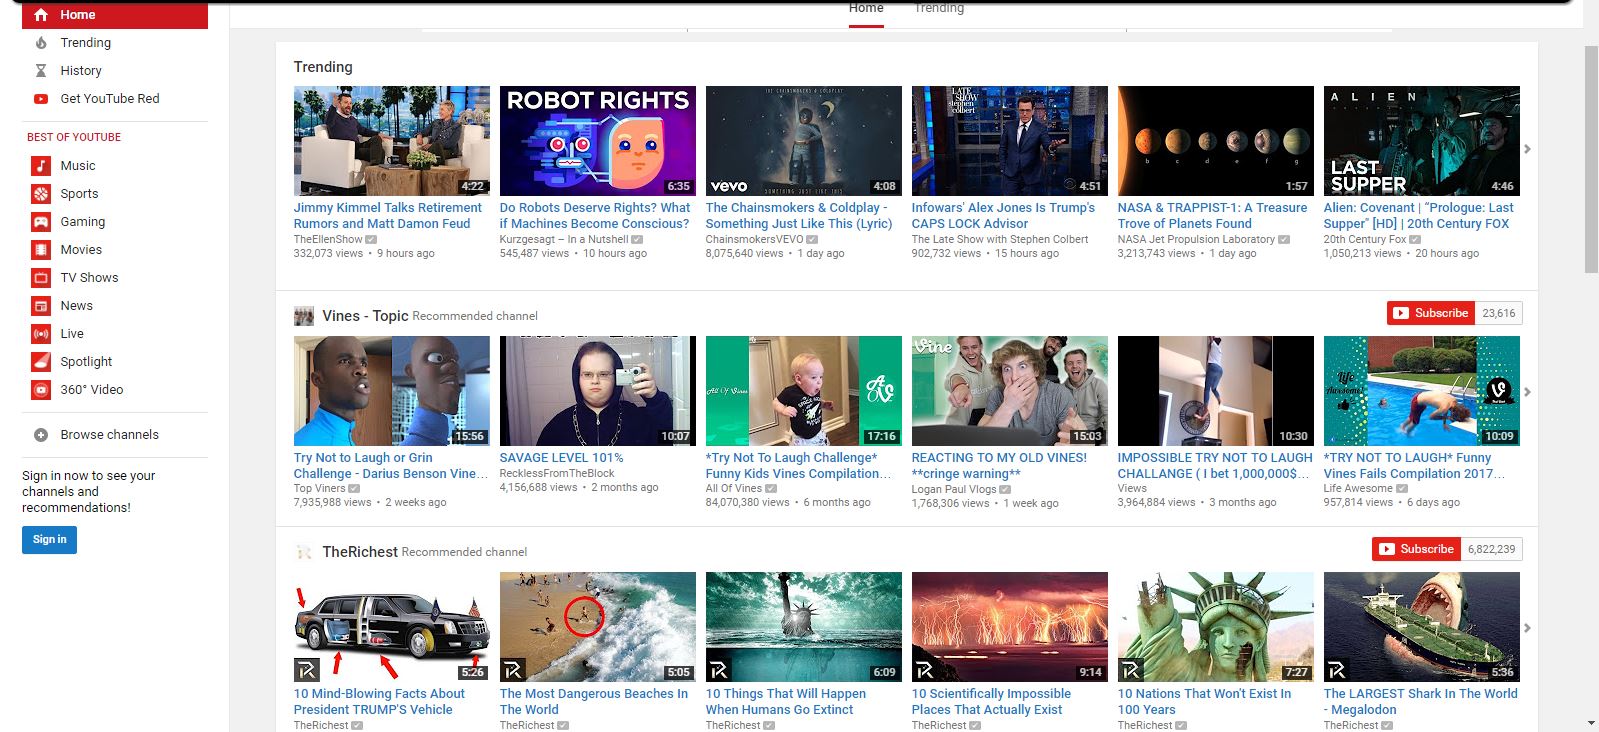 Home
Trending
History
Get YouTube Red
BEST OF YOUTUBE
Music
Sports
Gaming
Movies
TV Shows
News
Live
Spotlight
360° Video
Browse channels
Sign in now to see your
channels and
recommendations!
Sign in
Home Trending
Trending
4:22
Jimmy Kimmel Talks Retirement
Rumors and Matt Damon Feud
TheEllenShow
332,073 views • 9 hours ago
ROBOT RIGHTS
6:35
Do Robots Deserve Rights? What
if Machines Become Conscious?
Kurzgesagt – In a Nutshell
545,487 views • 10 hours ago
THE CHAINSMOKERS & COLDPLAY
vevo
SOMETHING JUST LIKE THIS
4:08
The Chainsmokers & Coldplay -
Something Just Like This (Lyric)
ChainsmokersVEVO
8,075,640 views • 1 day ago
LATE
SHOW
stephen
colbert
4:51
Infowars' Alex Jones Is Trump's
CAPS LOCK Advisor
The Late Show with Stephen Colbert
902,732 views • 15 hours ago
b c d e f g
1:57
NASA & TRAPPIST-1: A Treasure
Trove of Planets Found
NASA Jet Propulsion Laboratory
3,213,743 views • 1 day ago
ALIEN
LAST
SUPPER
4:46
Alien: Covenant | "Prologue: Last
Supper" [HD] | 20th Century FOX
20th Century Fox
1,050,213 views • 20 hours ago
Vines - Topic Recommended channel
Subscribe 23,616
15:56
Try Not to Laugh or Grin
Challenge - Darius Benson Vine...
Top Viners
7,935,988 views • 2 weeks ago
10:07
SAVAGE LEVEL 101%
RecklessFromTheBlock
4,156,688 views • 2 months ago
All Of Vines
17:16
*Try Not To Laugh Challenge*
Funny Kids Vines Compilation...
All Of Vines
84,070,380 views • 6 months ago
Vine
15:03
REACTING TO MY OLD VINES!
**cringe warning**
Logan Paul Vlogs
1,768,306 views • 1 week ago
10:30
IMPOSSIBLE TRY NOT TO LAUGH
CHALLANGE ( I bet 1,000,000$...
Views
3,964,884 views • 3 months ago
Life
Awesome
10:09
*TRY NOT TO LAUGH* Funny
Vines Fails Compilation 2017...
Life Awesome
957,814 views • 6 days ago
TheRichest Recommended channel
Subscribe 6,822,239
5:26
10 Mind-Blowing Facts About
President TRUMP'S Vehicle
TheRichest
5:05
The Most Dangerous Beaches In
The World
TheRichest
6:09
10 Things That Will Happen
When Humans Go Extinct
TheRichest
9:14
10 Scientifically Impossible
Places That Actually Exist
TheRichest
7:27
10 Nations That Won't Exist In
100 Years
TheRichest
5:36
The LARGEST Shark In The World
- Megalodon
TheRichest